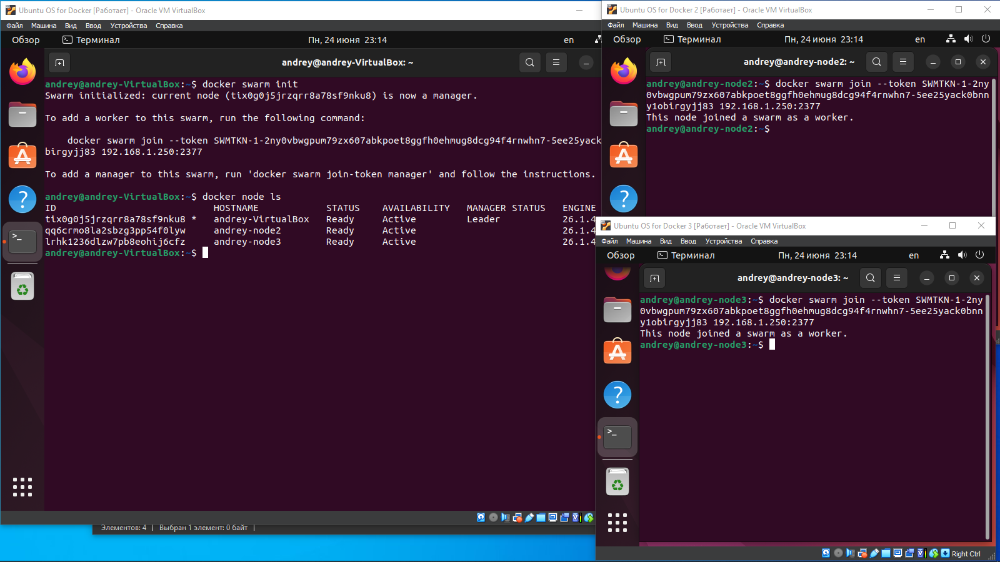 Ubuntu OS for Docker [Работает] - Oracle VM VirtualBox
Файл Машина Вид Ввод Устройства Справка
Обзор Терминал Пн, 24 июня 23:14 en
andrey@andrey-VirtualBox: ~
andrey@andrey-VirtualBox:~$ docker swarm init
Swarm initialized: current node (tix0g0j5jrzqrr8a78sf9nku8) is now a manager.
To add a worker to this swarm, run the following command:
docker swarm join --token SWMTKN-1-2ny0vbwgpum79zx607abkpoet8ggfh0ehmug8dcg94f4rnwhn7-5ee25yack
birgyjj83 192.168.1.250:2377
To add a manager to this swarm, run 'docker swarm join-token manager' and follow the instructions.
andrey@andrey-VirtualBox:~$ docker node ls
ID HOSTNAME STATUS AVAILABILITY MANAGER STATUS ENGINE
tix0g0j5jrzqrr8a78sf9nku8 * andrey-VirtualBox Ready Active Leader 26.1.4
qq6crmo8la2sbzg3pp54f0lyw andrey-node2 Ready Active 26.1.4
lrhk1236dlzw7pb8eohij6cfz andrey-node3 Ready Active 26.1.4
andrey@andrey-VirtualBox:~$
Элементов: 4 | Выбран 1 элемент: 0 байт |
Ubuntu OS for Docker 2 [Работает] - Oracle VM VirtualBox
Файл Машина Вид Ввод Устройства Справка
Обзор Терминал Пн, 24 июня 23:14 en
andrey@andrey-node2: ~
andrey@andrey-node2:~$ docker swarm join --token SWMTKN-1-2ny
0vbwgpum79zx607abkpoet8ggfh0ehmug8dcg94f4rnwhn7-5ee25yack0bnn
y1obirgyjj83 192.168.1.250:2377
This node joined a swarm as a worker.
andrey@andrey-node2:~$
Ubuntu OS for Docker 3 [Работает] - Oracle VM VirtualBox
Файл Машина Вид Ввод Устройства Справка
Обзор Терминал Пн, 24 июня 23:14 en
andrey@andrey-node3: ~
andrey@andrey-node3:~$ docker swarm join --token SWMTKN-1-2ny
0vbwgpum79zx607abkpoet8ggfh0ehmug8dcg94f4rnwhn7-5ee25yack0bnn
y1obirgyjj83 192.168.1.250:2377
This node joined a swarm as a worker.
andrey@andrey-node3:~$
Right Ctrl